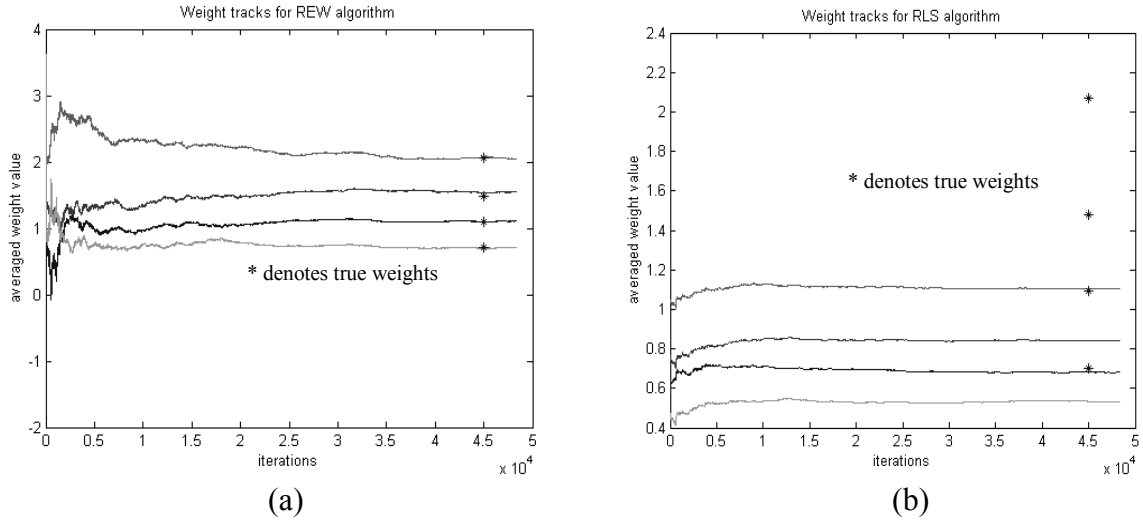 Weight tracks for REW algorithm
averaged weight value
4
3
2
1
0
-1
-2
* denotes true weights
0 0.5 1 1.5 2 2.5 3 3.5 4 4.5 5
iterations
x 10^4
(a)
Weight tracks for RLS algorithm
averaged weight value
2.4
2.2
2
1.8
1.6
1.4
1.2
1
0.8
0.6
0.4
* denotes true weights
0 0.5 1 1.5 2 2.5 3 3.5 4 4.5 5
iterations
x 10^4
(b)